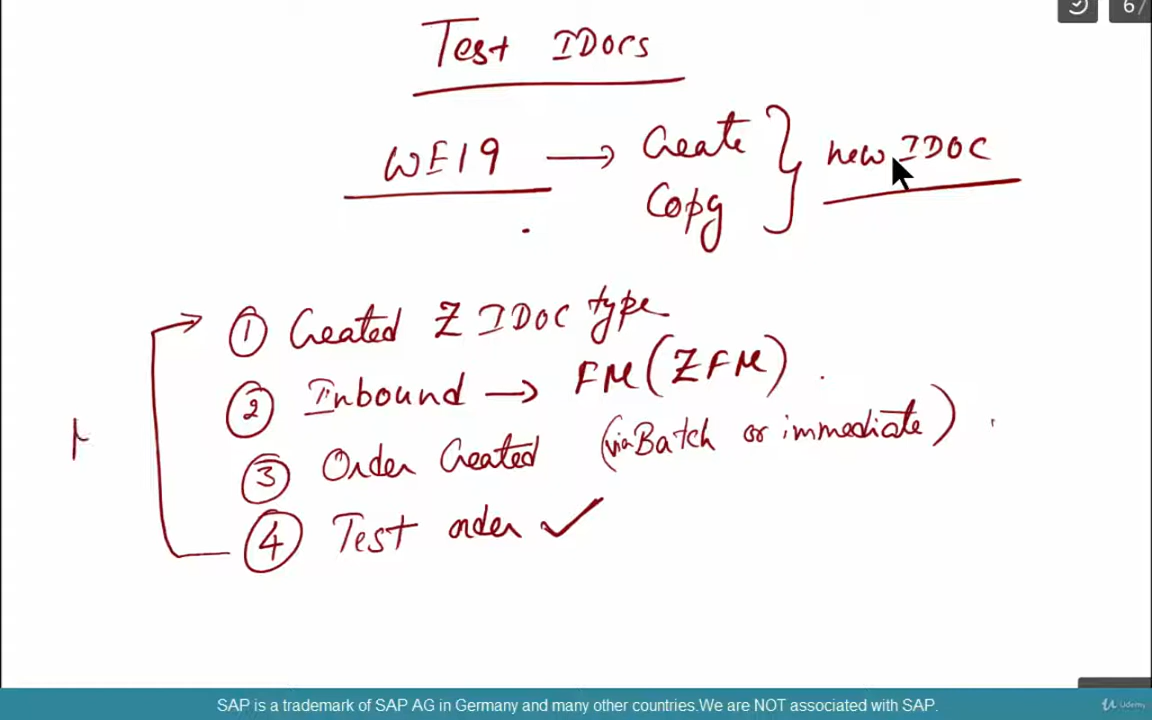 6/
Test IDocs
WE19 → Create
Copy
} new IDOC
① Created Z IDOC type
② Inbound → FM (ZFM)
③ Order Created (via Batch or immediate)
④ Test order ✓
SAP is a trademark of SAP AG in Germany and many other countries.We are NOT associated with SAP.
Udemy